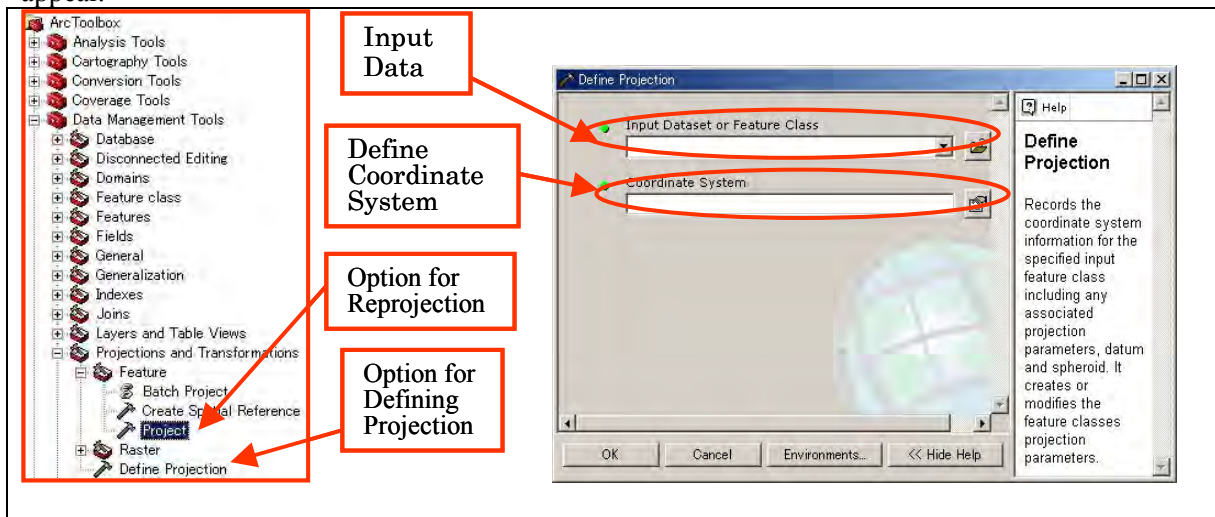 appear.
ArcToolbox
Analysis Tools
Cartography Tools
Conversion Tools
Coverage Tools
Data Management Tools
Database
Disconnected Editing
Domains
Feature class
Features
Fields
General
Generalization
Indexes
Joins
Layers and Table Views
Projections and Transformations
Feature
Batch Project
Create Spatial Reference
Project
Raster
Define Projection
Input
Data
Define
Coordinate
System
Option for
Reprojection
Option for
Defining
Projection
Define Projection
Input Dataset or Feature Class
Coordinate System
OK
Cancel
Environments...
<< Hide Help
Help
Define
Projection
Records the
coordinate system
information for the
specified input
feature class
including any
associated
projection
parameters, datum
and spheroid. It
creates or
modifies the
feature classes
projection
parameters.